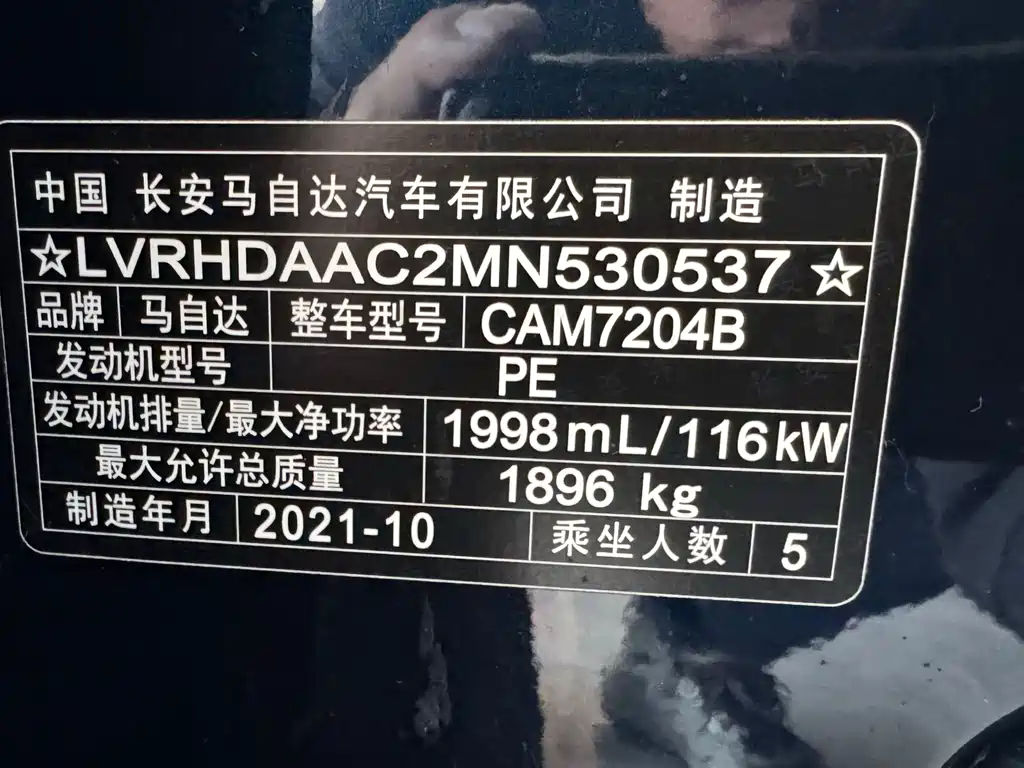 中国 长安马自达汽车有限公司 制造
☆LVRHDAAC2MN530537☆
品牌 马自达 整车型号 CAM7204B
发动机型号 PE
发动机排量/最大净功率 1998mL/116kW
最大允许总质量 1896 kg
制造年月 2021-10 乘坐人数 5